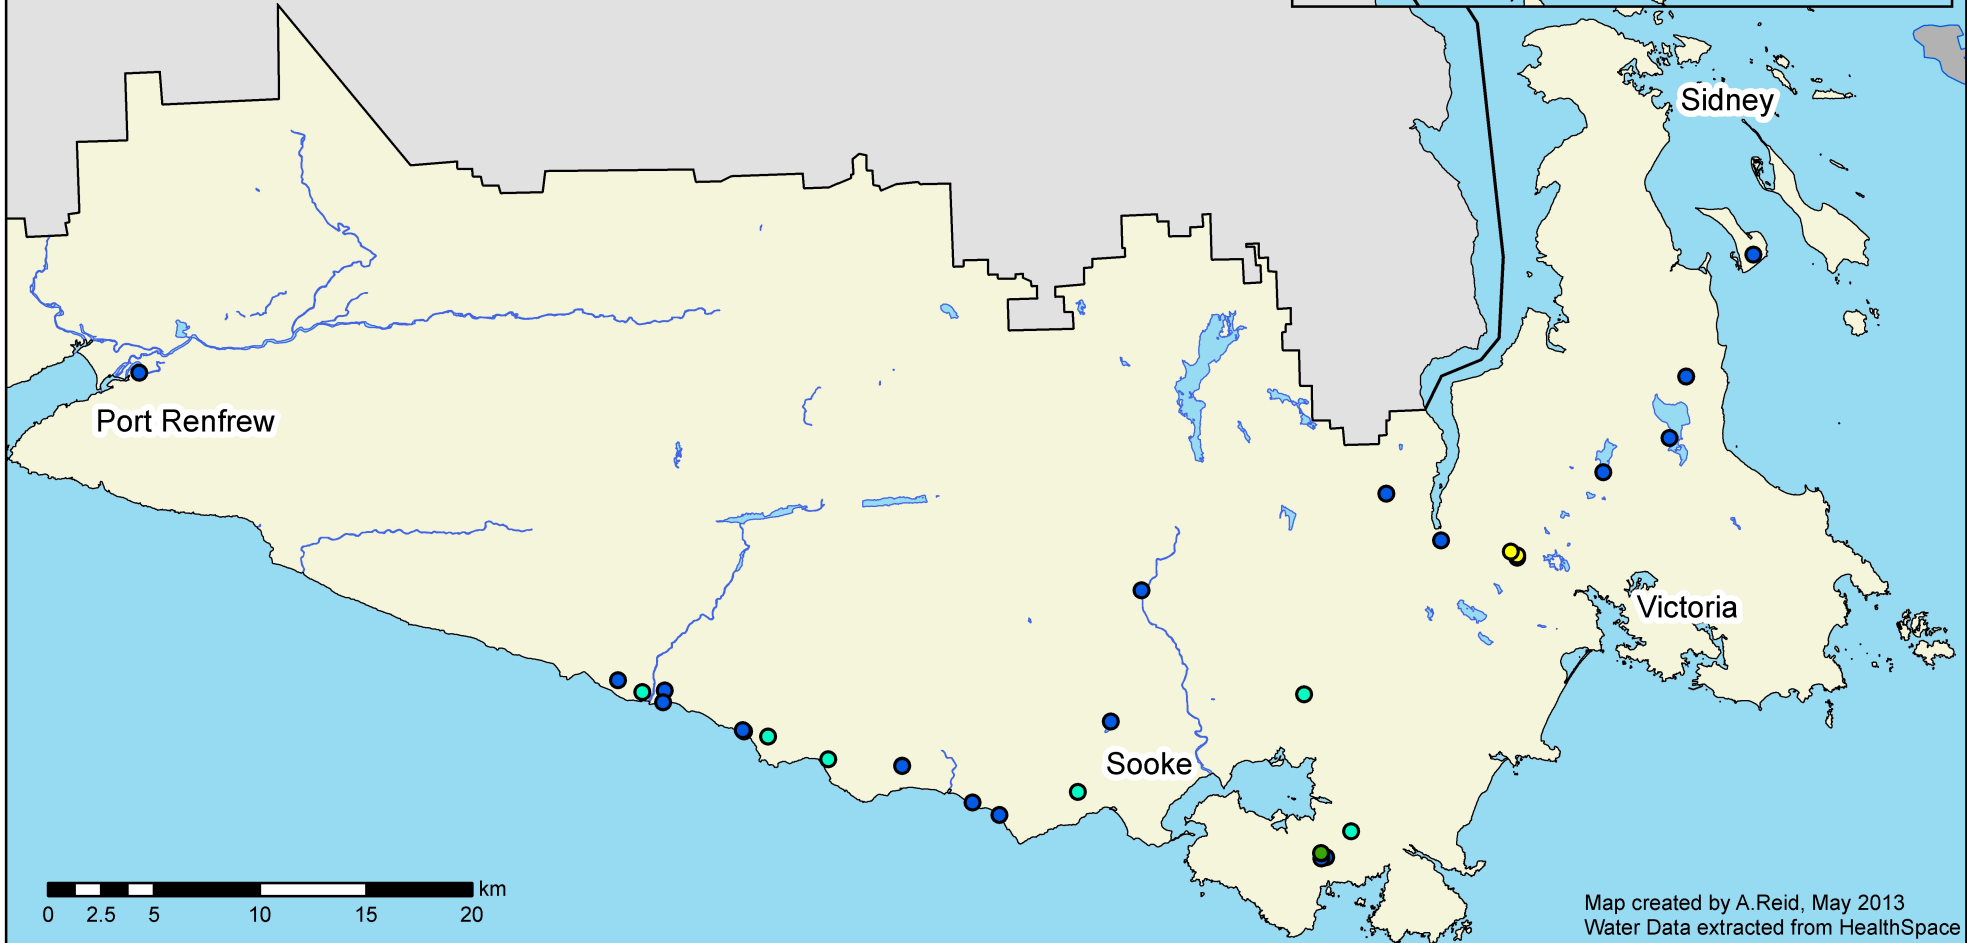 Sidney
Port Renfrew
Victoria
Sooke
km
0 2.5 5 10 15 20
Map created by A.Reid, May 2013
Water Data extracted from HealthSpace